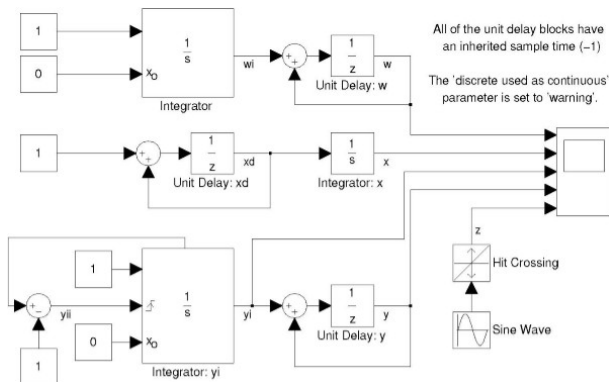 1
1
s
All of the unit delay blocks have
an inherited sample time (−1)
+
+
wi
1
z
w
0
xo
Unit Delay: w
The 'discrete used as continuous'
parameter is set to 'warning'.
Integrator
1
+
+
1
z
xd
1
s
x
Unit Delay: xd
Integrator: x
z
1
Hit Crossing
1
s
+
−
yii
yi
+
+
1
z
y
Unit Delay: y
Sine Wave
1
0
xo
Integrator: yi